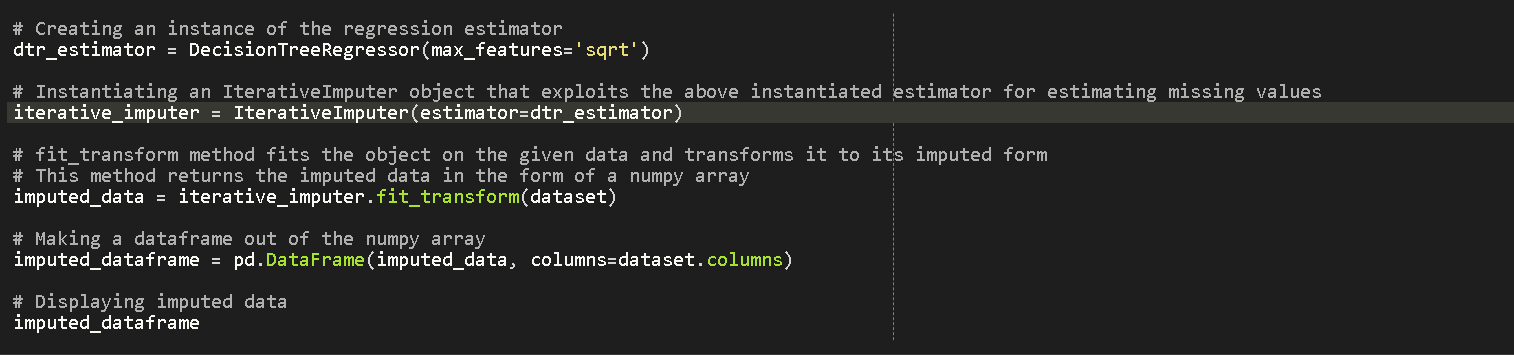 # Creating an instance of the regression estimator
dtr_estimator = DecisionTreeRegressor(max_features='sqrt')
# Instantiating an IterativeImputer object that exploits the above instantiated estimator for estimating missing values
iterative_imputer = IterativeImputer(estimator=dtr_estimator)
# fit_transform method fits the object on the given data and transforms it to its imputed form
# This method returns the imputed data in the form of a numpy array
imputed_data = iterative_imputer.fit_transform(dataset)
# Making a dataframe out of the numpy array
imputed_dataframe = pd.DataFrame(imputed_data, columns=dataset.columns)
# Displaying imputed data
imputed_dataframe